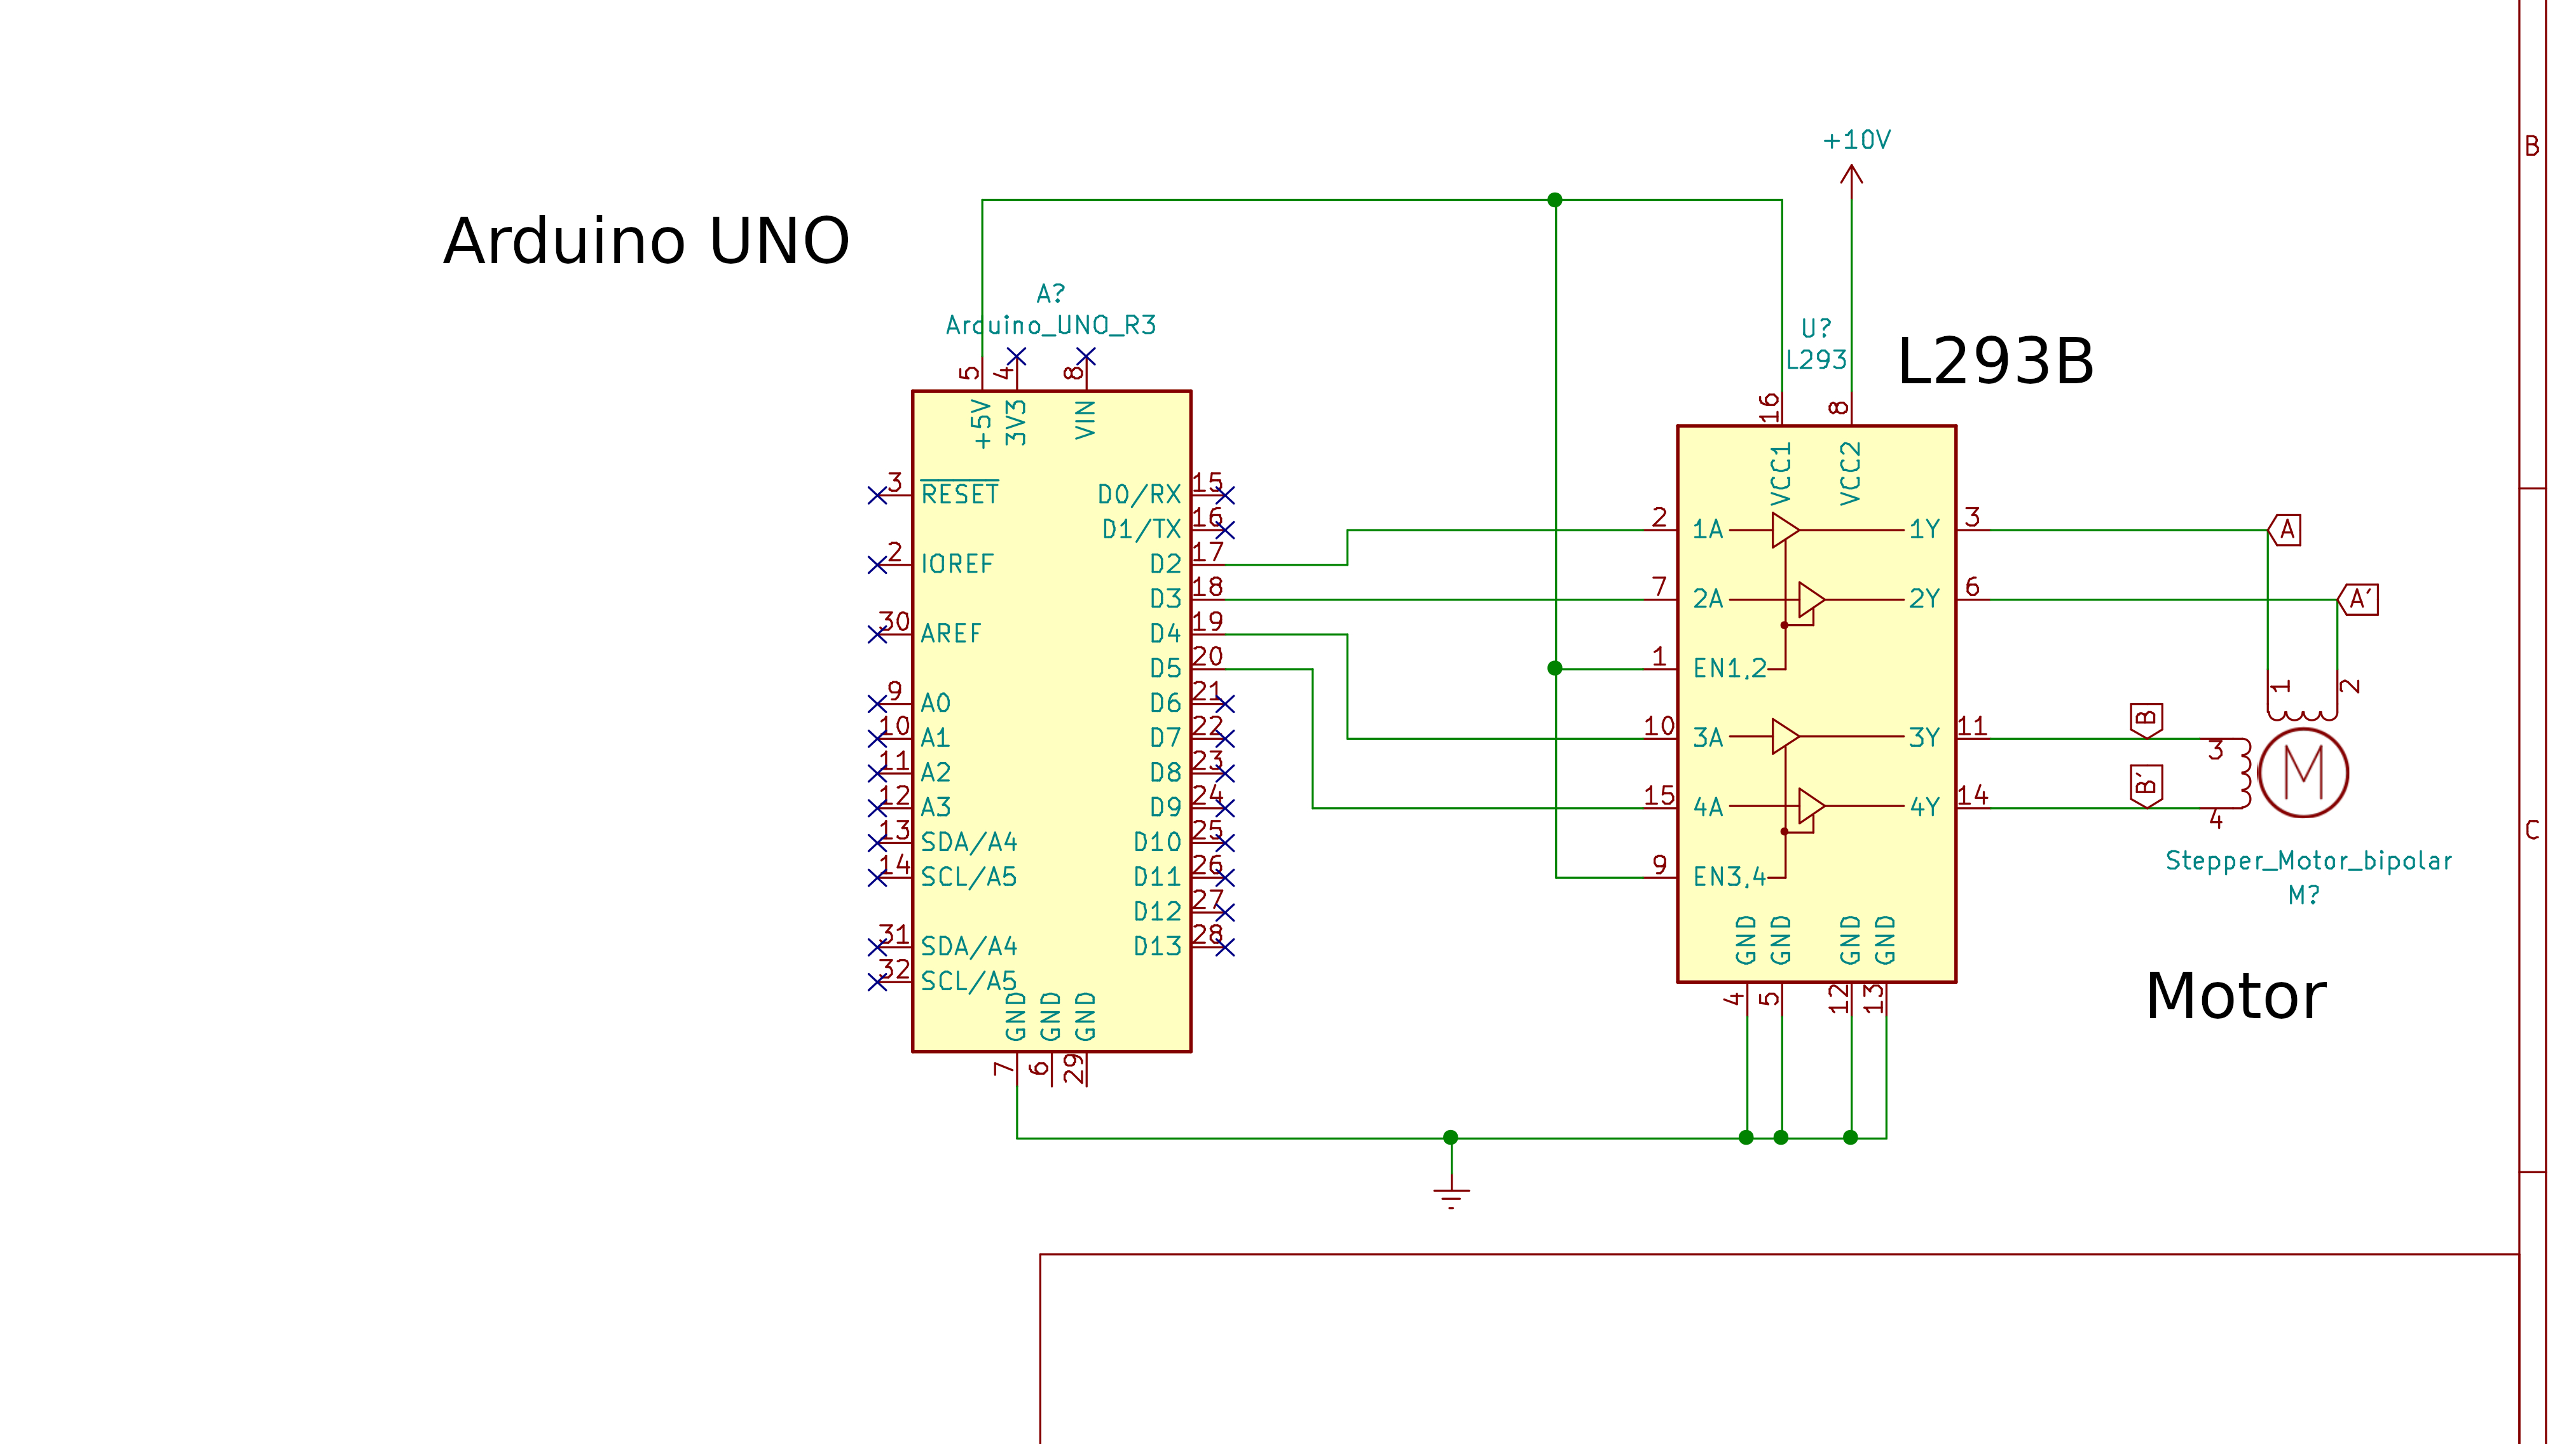 +10V
B
Arduino UNO
A?
Arduino_UNO_R3
U?
L293
L293B
5
4
8
16
8
+5V
3V3
VIN
VCC1
VCC2
3
RESET
D0/RX
15
D1/TX
16
2
IOREF
D2
17
D3
18
30
AREF
D4
19
D5
20
9
A0
D6
21
10
A1
D7
22
11
A2
D8
23
12
A3
D9
24
13
SDA/A4
D10
25
14
SCL/A5
D11
26
D12
27
31
SDA/A4
D13
28
32
SCL/A5
GND
GND
GND
7
6
29
2
1A
1Y
3
7
2A
2Y
6
1
EN1,2
10
3A
3Y
11
15
4A
4Y
14
9
EN3,4
GND
GND
GND
GND
4
5
12
13
A
A'
1
2
B
3
B'
4
M
C
Stepper_Motor_bipolar
M?
Motor